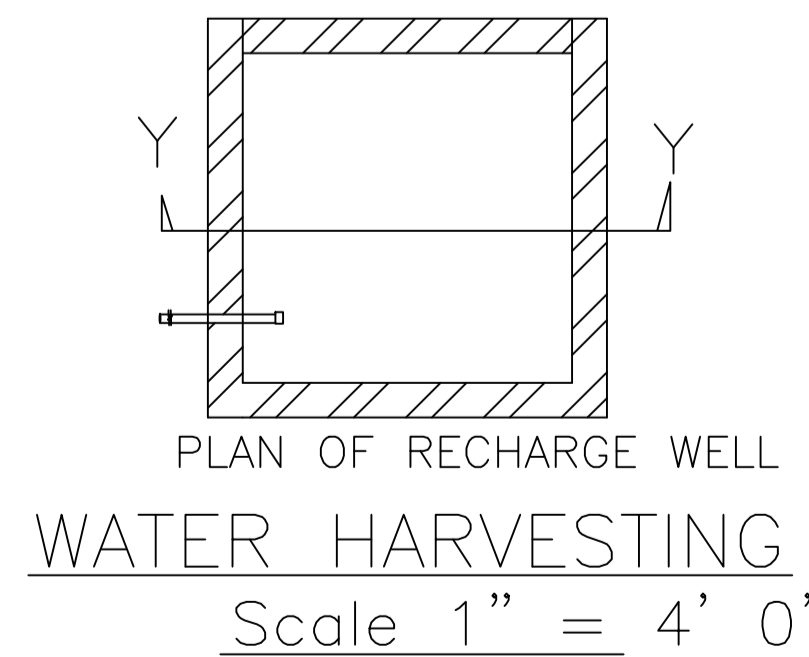 Y Y
PLAN OF RECHARGE WELL
WATER HARVESTING
Scale 1” = 4’ 0’